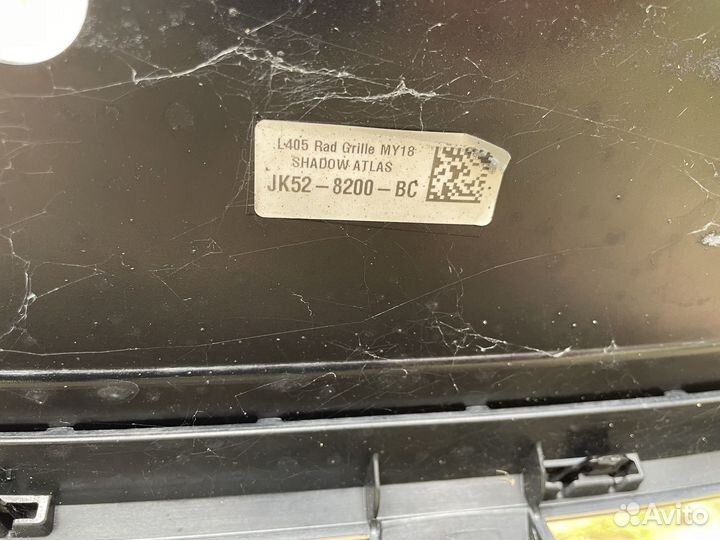 L405 Rad Grille MY18
SHADOW ATLAS
JK52-8200-BC
Avito